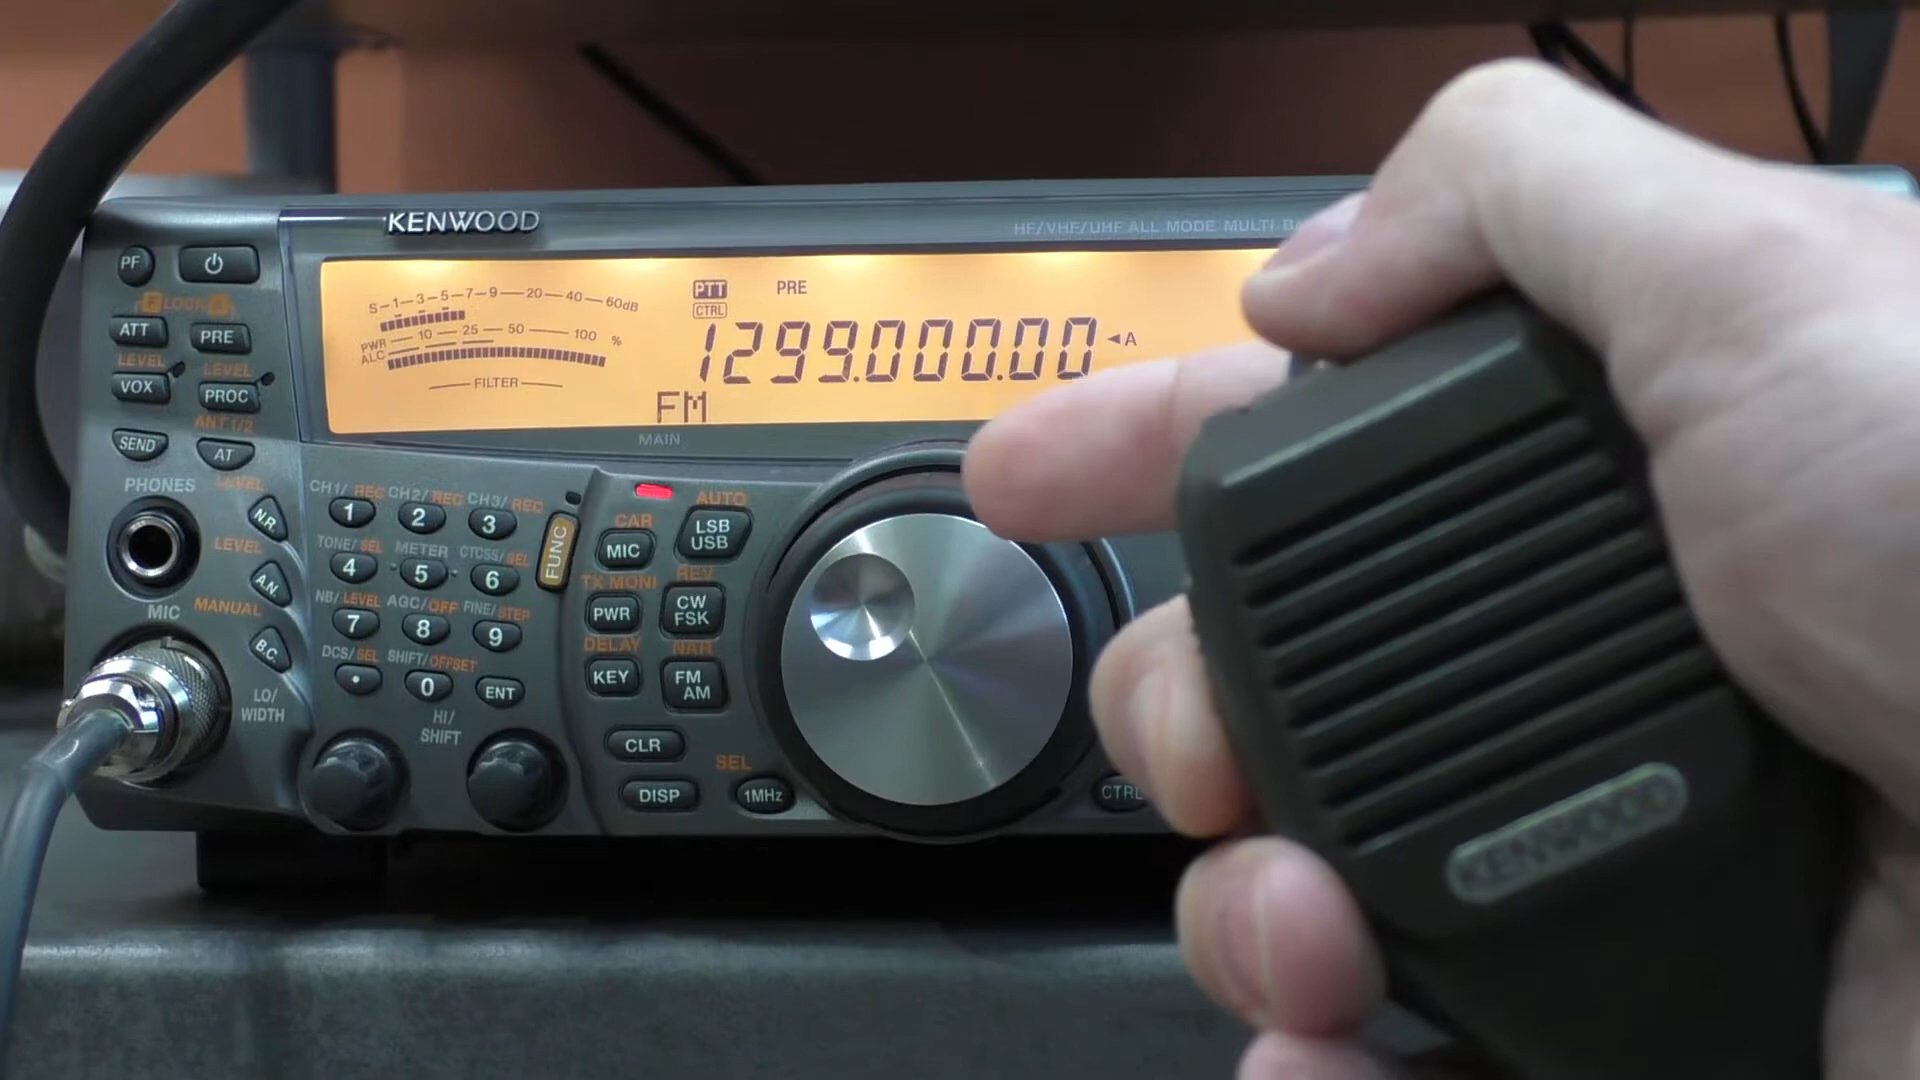 KENWOOD
HF/VHF/UHF ALL MODE MULTI
PF
F LOCK A
ATT
PRE
LEVEL
LEVEL
VOX
PROC
ANT 1/2
SEND
AT
PHONES
LEVEL
N.R.
LEVEL
A.N.
MIC
MANUAL
B.C.
LO/
WIDTH
S-1-3-5-7-9-20-40-60dB
PWR
10 25 50 100 %
ALC
FILTER
PTT
PRE
CTRL
1299.000.00
A
FM
MAIN
CH1/REC CH2/REC CH3/REC
1 2 3
TONE/SEL METER CTCSS/SEL
4 5 6
NB/LEVEL AGC/OFF FINE/STEP
7 8 9
DCS/SEL SHIFT/OFFSET
. 0 ENT
HI/
SHIFT
FUNC
AUTO
CAR
LSB
USB
MIC
TX MONI
REV
PWR
CW
FSK
DELAY
NAR
KEY
FM
AM
CLR
SEL
DISP
1MHz
CTRL
KENWOOD